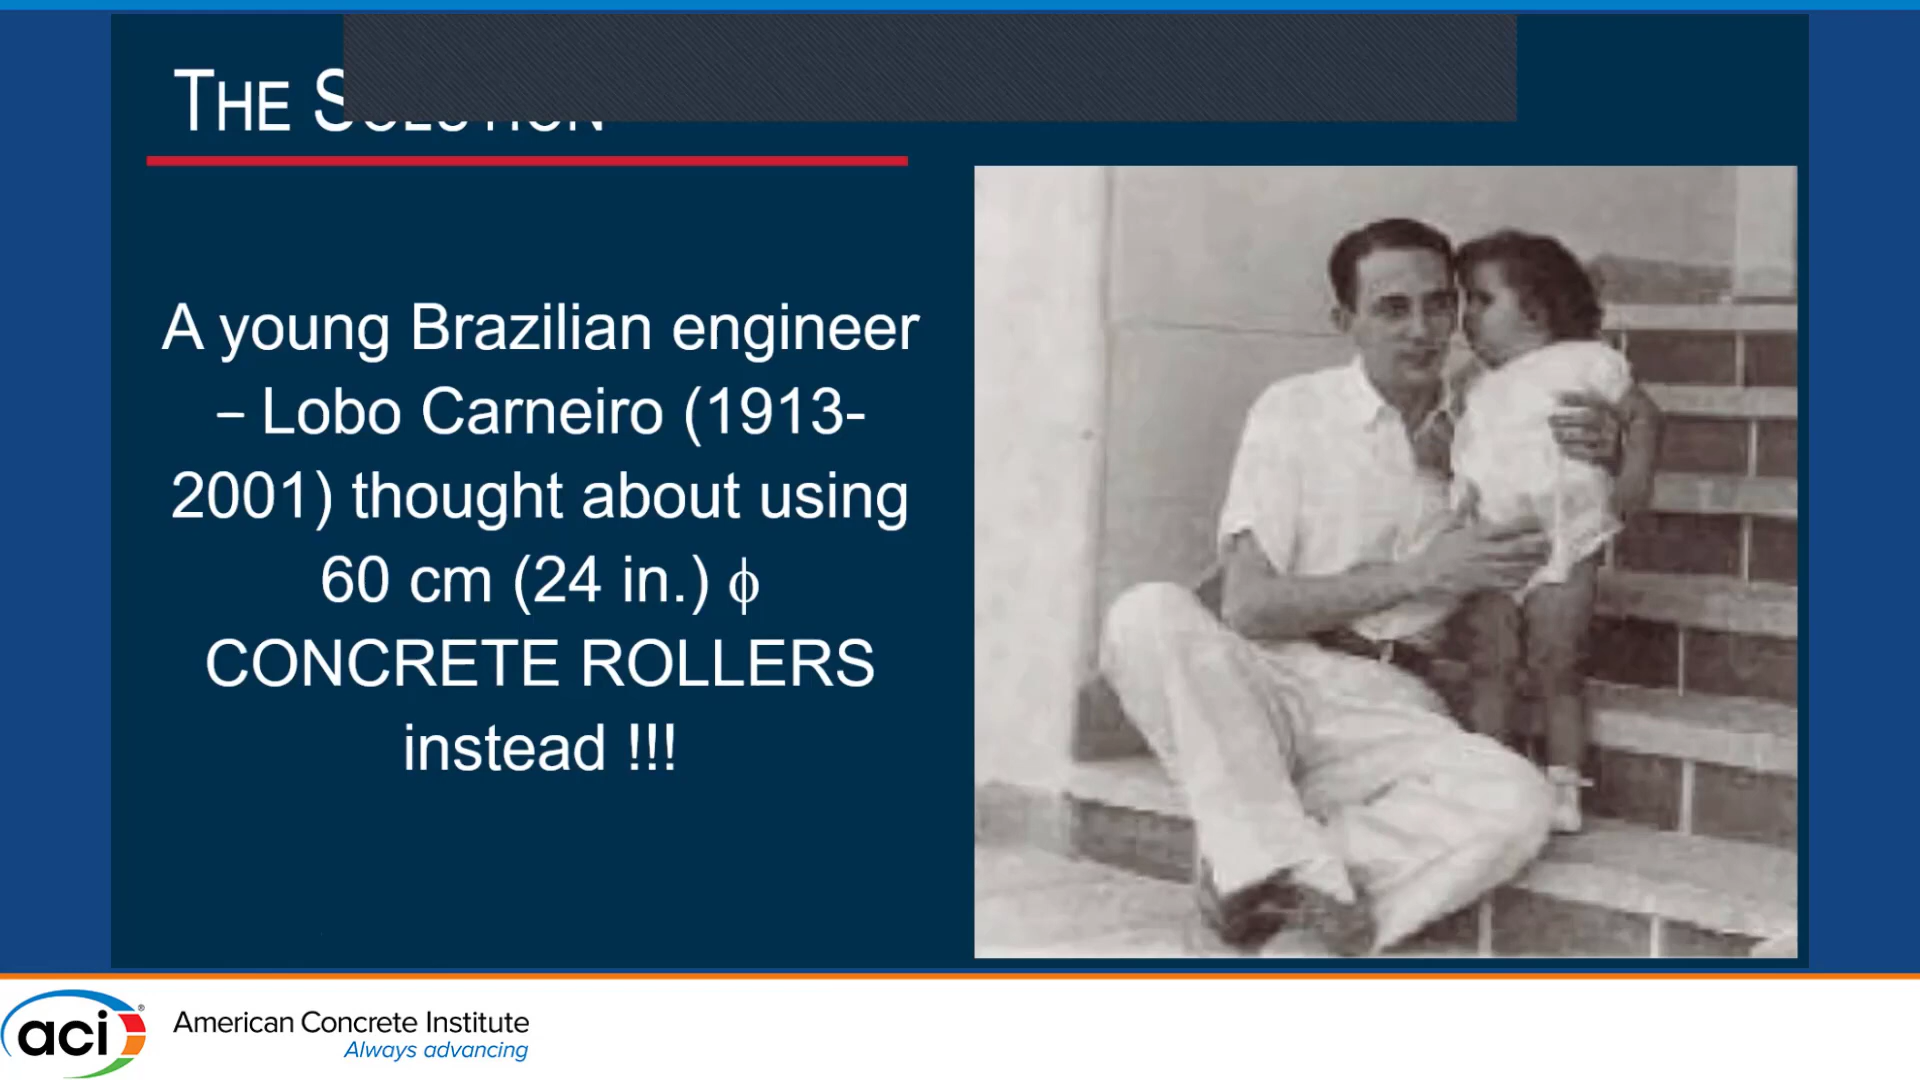 THE SOLUTION
A young Brazilian engineer
– Lobo Carneiro (1913-
2001) thought about using
60 cm (24 in.) ϕ
CONCRETE ROLLERS
instead !!!
aci®
American Concrete Institute
Always advancing